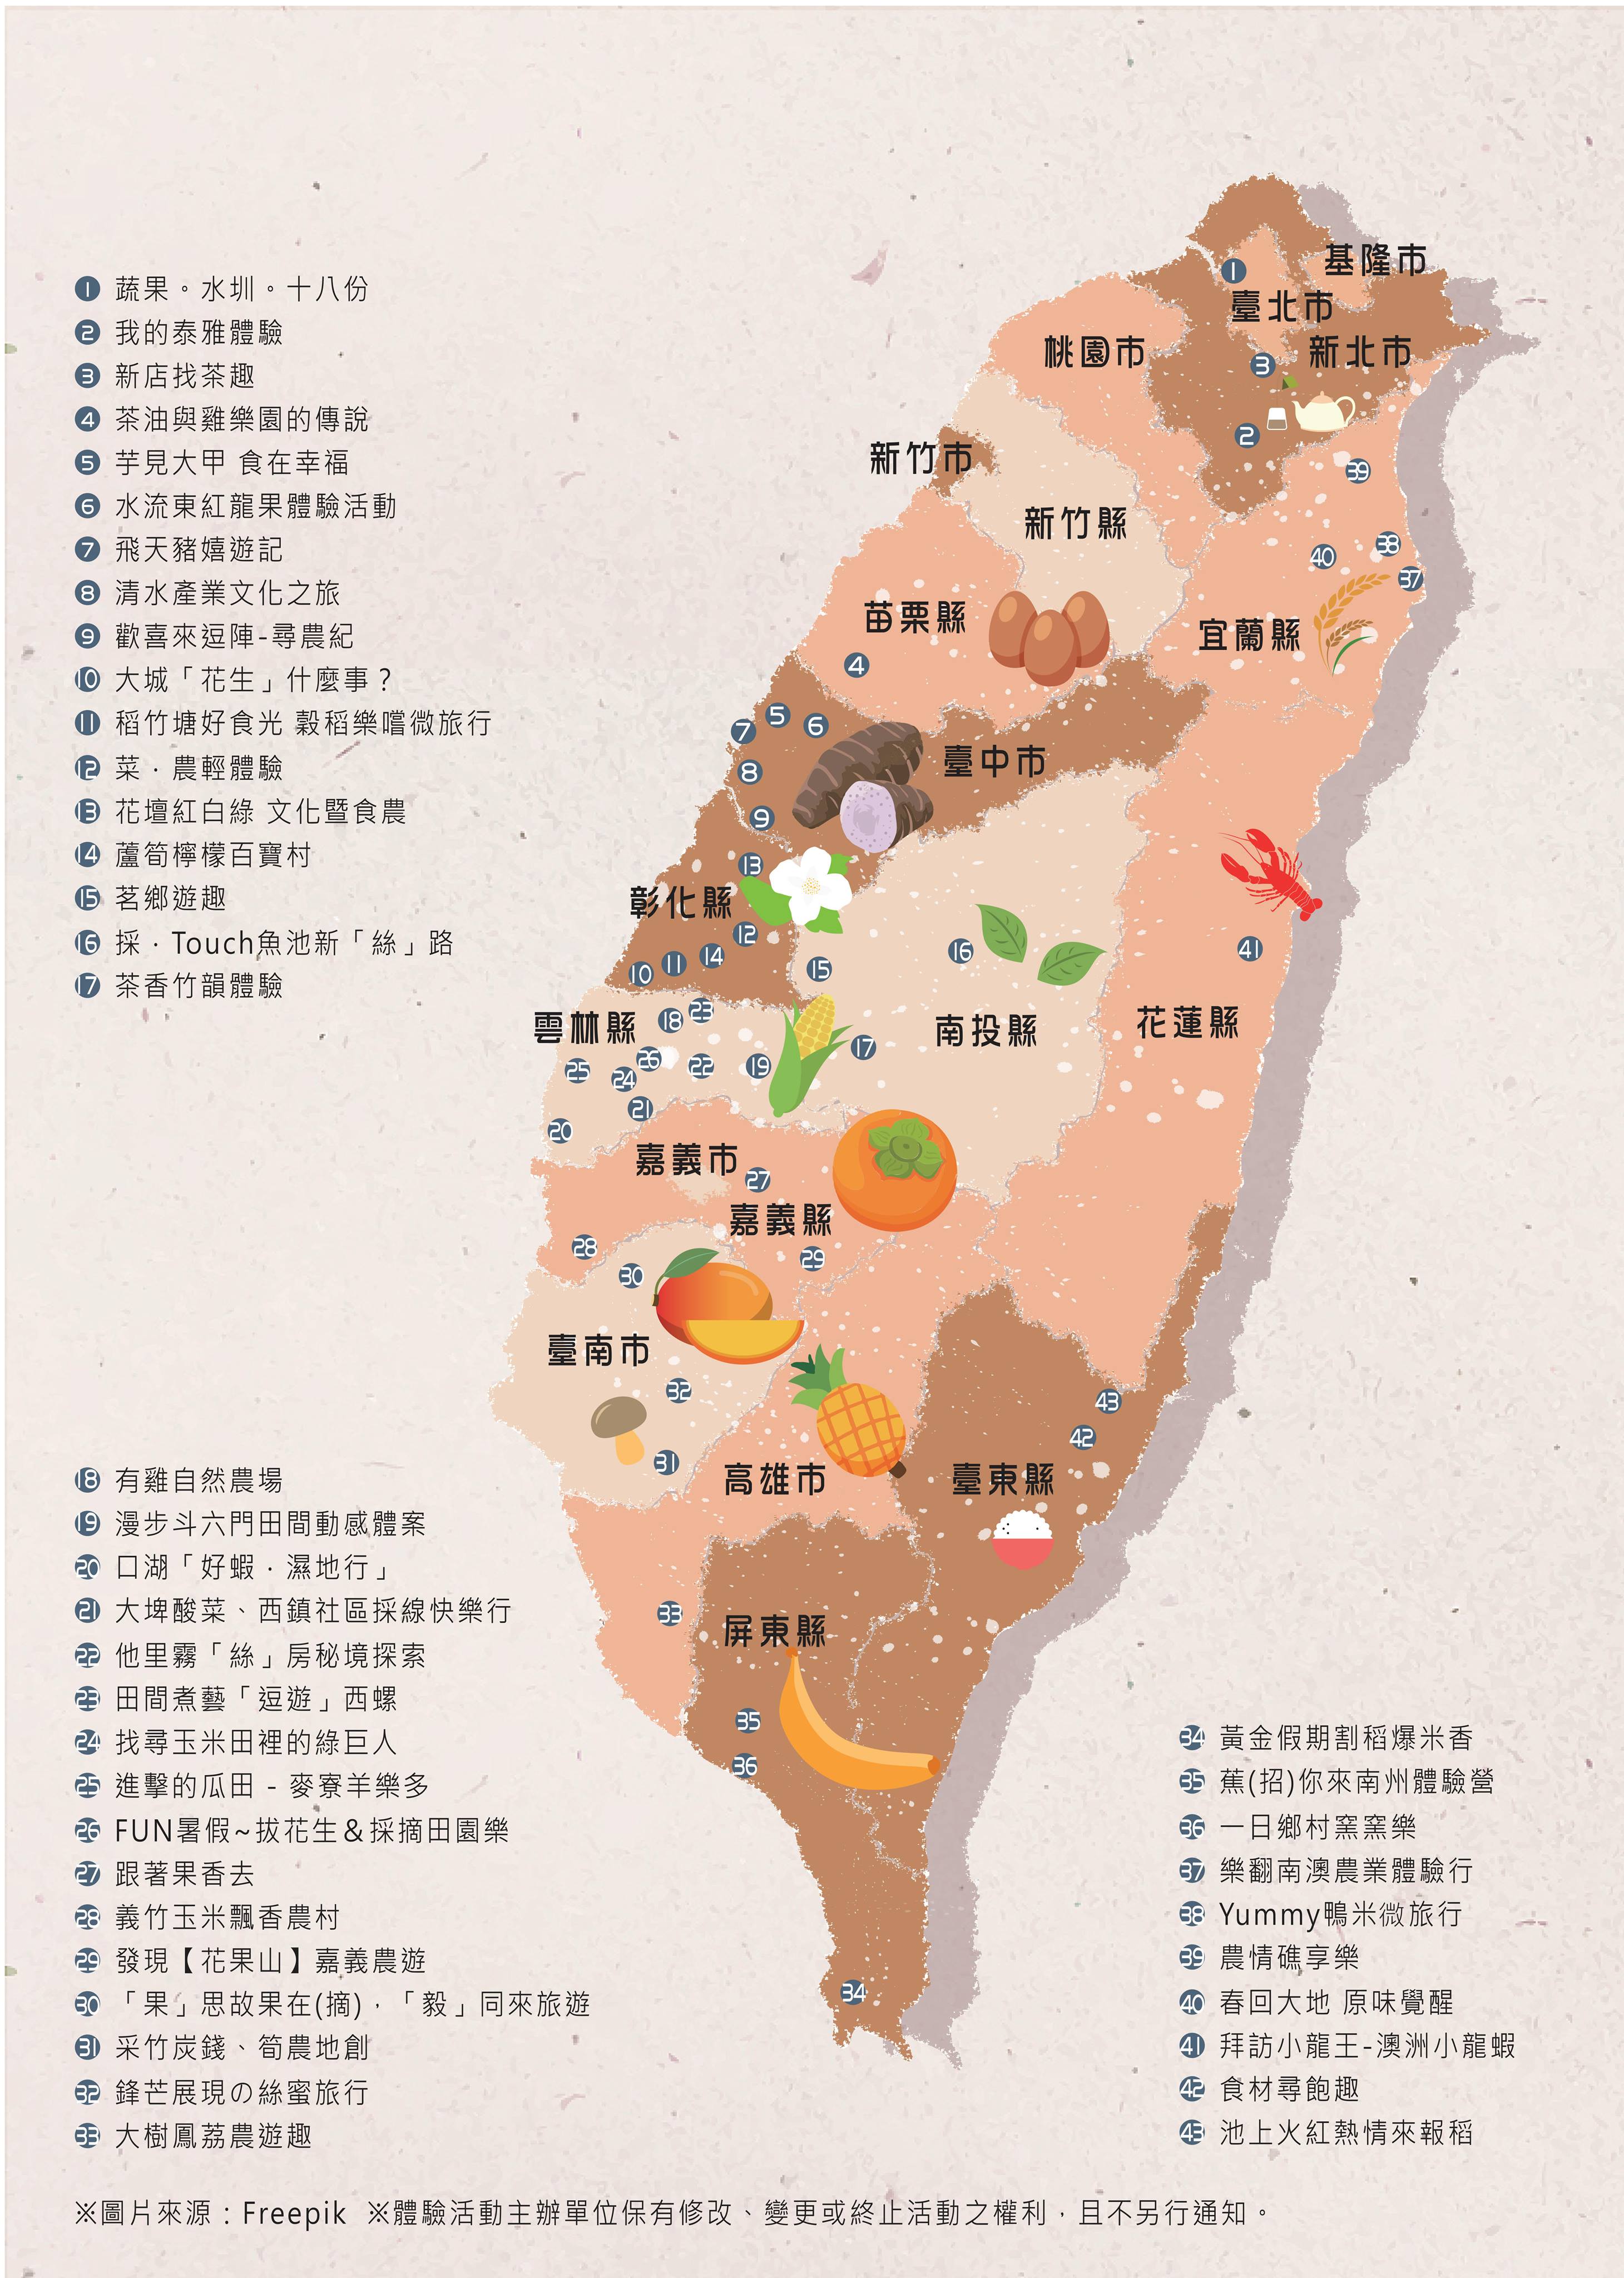 基隆市
臺北市
新北市
桃園市
新竹市
新竹縣
苗栗縣
宜蘭縣
臺中市
彰化縣
南投縣
花蓮縣
雲林縣
嘉義市
嘉義縣
臺南市
高雄市
臺東縣
屏東縣
1
3
2
39
40
38
37
4
5
6
7
8
9
13
12
14
11
10
15
16
41
17
18
23
26
25
24
22
19
21
20
27
28
29
30
32
31
43
42
33
35
36
34
1 蔬果。水圳。十八份
2 我的泰雅體驗
3 新店找茶趣
4 茶油與雞樂園的傳說
5 芋見大甲 食在幸福
6 水流東紅龍果體驗活動
7 飛天豬嬉遊記
8 清水產業文化之旅
9 歡喜來逗陣-尋農紀
10 大城「花生」什麼事?
11 稻竹塘好食光 穀稻樂嚐微旅行
12 菜．農輕體驗
13 花壇紅白綠 文化暨食農
14 蘆筍檸檬百寶村
15 茗鄉遊趣
16 採．Touch魚池新「絲」路
17 茶香竹韻體驗
18 有雞自然農場
19 漫步斗六門田間動感體案
20 口湖「好蝦．濕地行」
21 大埤酸菜、西鎮社區採線快樂行
22 他里霧「絲」房秘境探索
23 田間煮藝「逗遊」西螺
24 找尋玉米田裡的綠巨人
25 進擊的瓜田 - 麥寮羊樂多
26 FUN暑假~拔花生＆採摘田園樂
27 跟著果香去
28 義竹玉米飄香農村
29 發現【花果山】嘉義農遊
30 「果」思故果在(摘)，「毅」同來旅遊
31 采竹炭錢、筍農地創
32 鋒芒展現の絲蜜旅行
33 大樹鳳荔農遊趣
34 黃金假期割稻爆米香
35 蕉(招)你來南州體驗營
36 一日鄉村窯窯樂
37 樂翻南澳農業體驗行
38 Yummy鴨米微旅行
39 農情礁享樂
40 春回大地 原味覺醒
41 拜訪小龍王-澳洲小龍蝦
42 食材尋飽趣
43 池上火紅熱情來報稻
※圖片來源：Freepik ※體驗活動主辦單位保有修改、變更或終止活動之權利，且不另行通知。